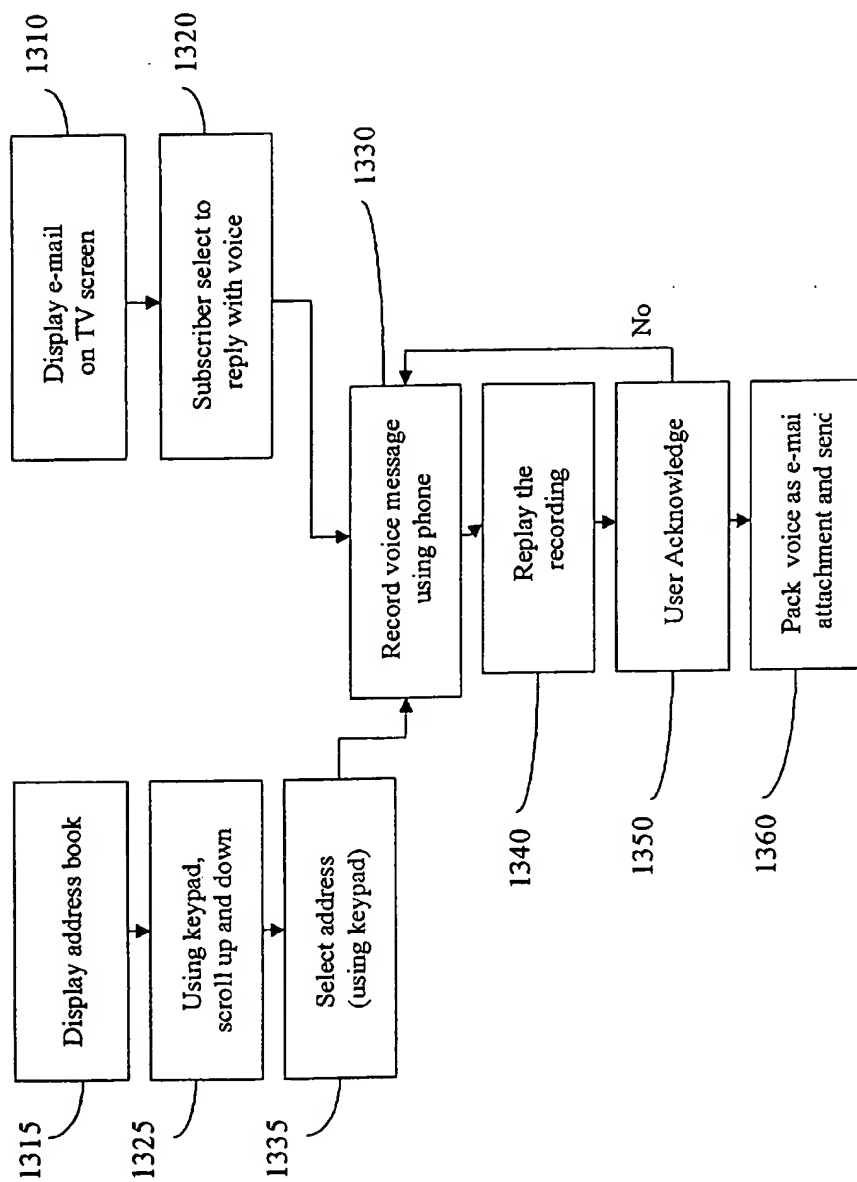 1310
Display e-mail
on TV screen
1320
Subscriber select to
reply with voice
1315
Display address book
1325
Using keypad,
scroll up and down
1335
Select address
(using keypad)
1330
Record voice message
using phone
1340
Replay the
recording
1350
User Acknowledge
No
1360
Pack voice as e-mai
attachment and send